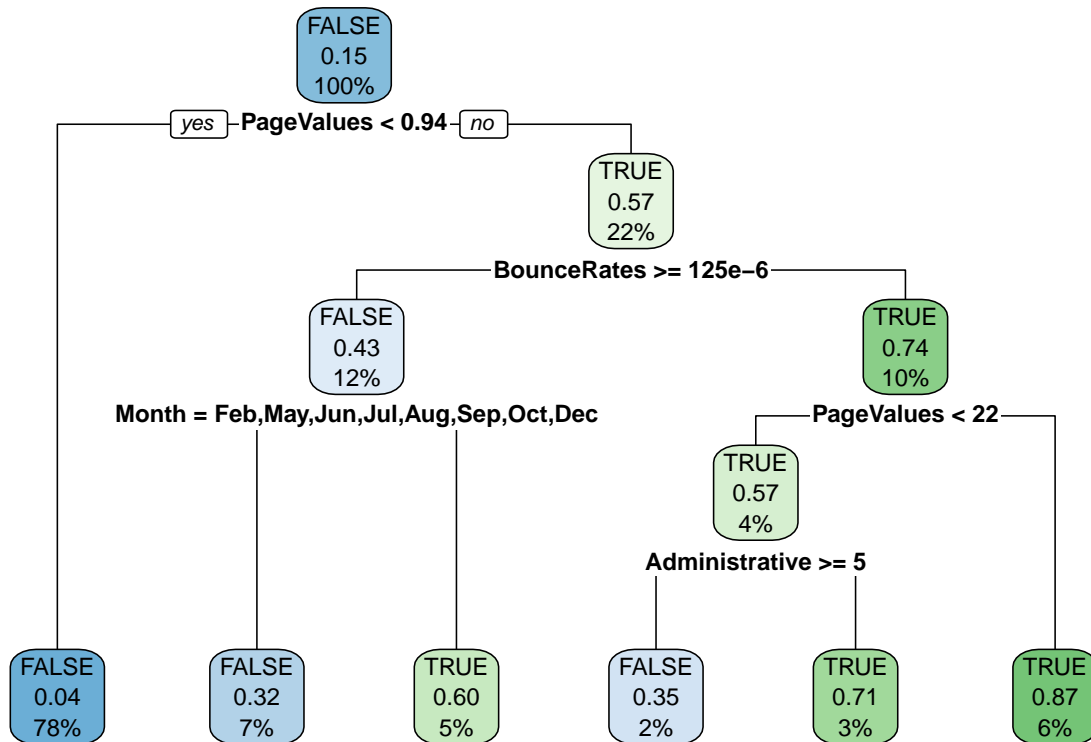 FALSE
0.15
100%
yes PageValues < 0.94 no
TRUE
0.57
22%
BounceRates >= 125e−6
FALSE
0.43
12%
TRUE
0.74
10%
Month = Feb,May,Jun,Jul,Aug,Sep,Oct,Dec
PageValues < 22
TRUE
0.57
4%
Administrative >= 5
FALSE
0.04
78%
FALSE
0.32
7%
TRUE
0.60
5%
FALSE
0.35
2%
TRUE
0.71
3%
TRUE
0.87
6%